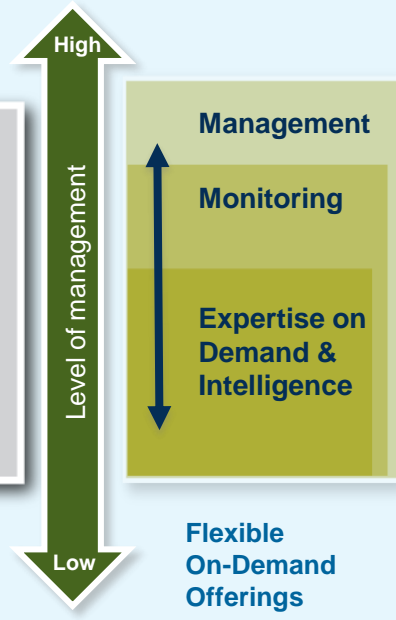 High
Level of management
Low
Management
Monitoring
Expertise on
Demand &
Intelligence
Flexible
On-Demand
Offerings